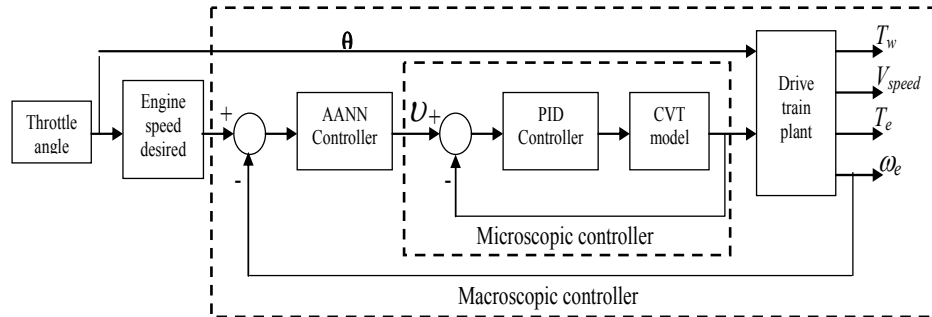 θ
T_w
V_speed
T_e
ω_e
Throttle
angle
Engine
speed
desired
+
-
AANN
Controller
υ
+
-
PID
Controller
CVT
model
Drive
train
plant
Microscopic controller
Macroscopic controller